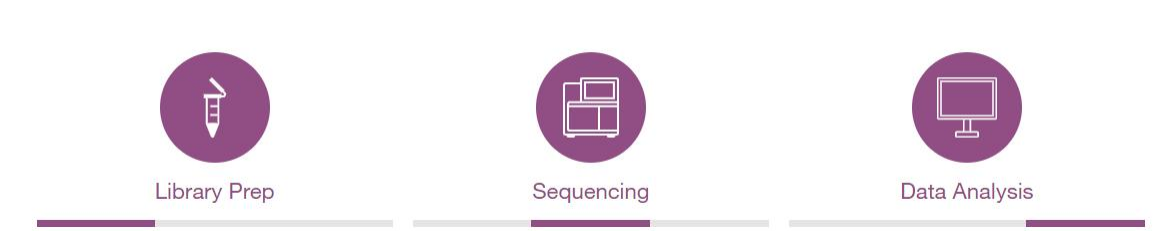 Library Prep
Sequencing
Data Analysis